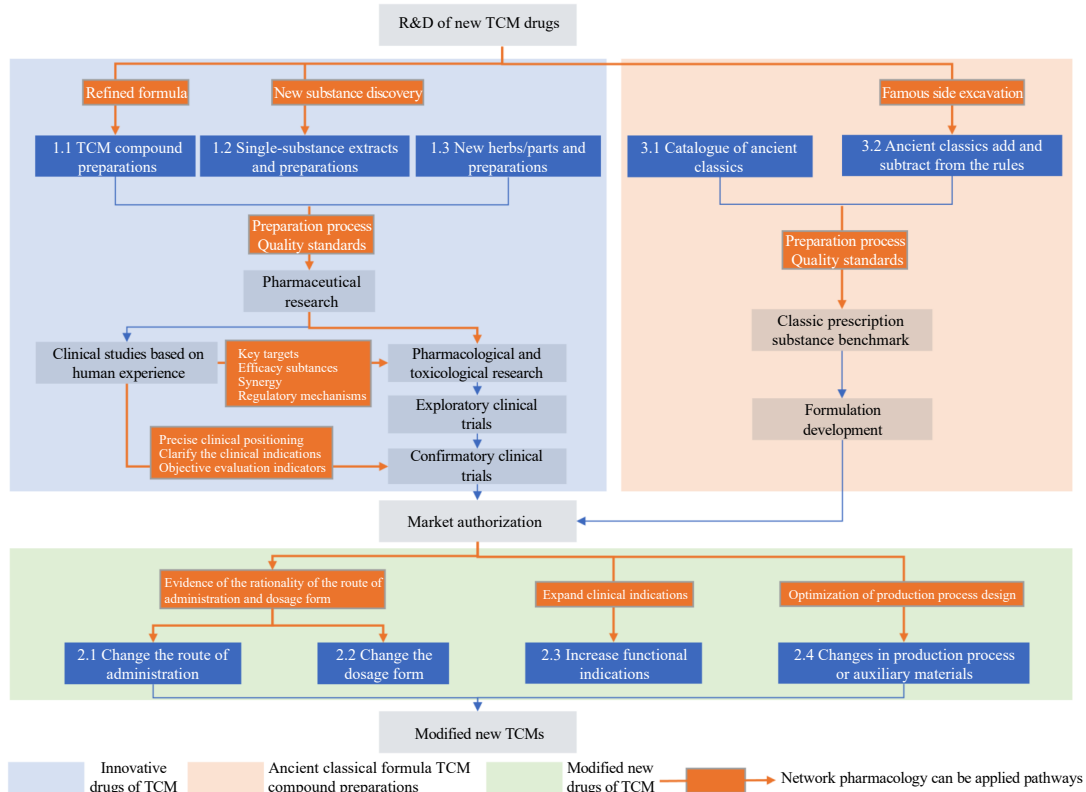 R&D of new TCM drugs
Refined formula
New substance discovery
Famous side excavation
1.1 TCM compound
preparations
1.2 Single-substance extracts
and preparations
1.3 New herbs/parts and
preparations
3.1 Catalogue of ancient
classics
3.2 Ancient classics add and
subtract from the rules
Preparation process
Quality standards
Preparation process
Quality standards
Pharmaceutical
research
Classic prescription
substance benchmark
Clinical studies based on
human experience
Key targets
Efficacy subtances
Synergy
Regulatory mechanisms
Pharmacological and
toxicological research
Exploratory clinical
trials
Formulation
development
Precise clinical positioning
Clarify the clinical indications
Objective evaluation indicators
Confirmatory clinical
trials
Market authorization
Evidence of the rationality of the route of
administration and dosage form
Expand clinical indications
Optimization of production process design
2.1 Change the route of
administration
2.2 Change the
dosage form
2.3 Increase functional
indications
2.4 Changes in production process
or auxiliary materials
Modified new TCMs
Innovative
drugs of TCM
Ancient classical formula TCM
compound preparations
Modified new
drugs of TCM
Network pharmacology can be applied pathways